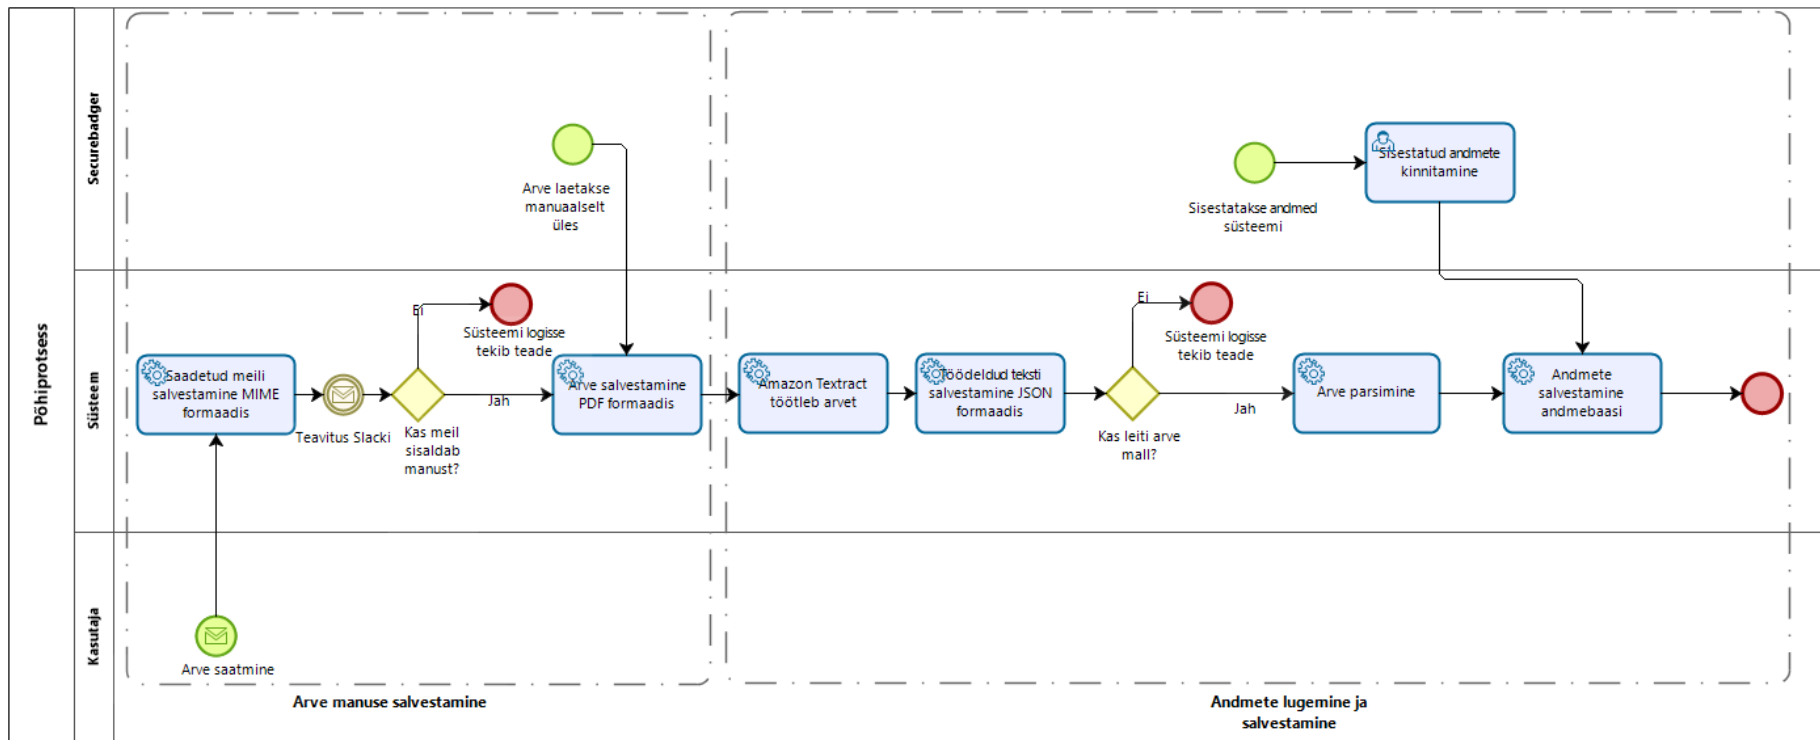 Põhiprotsess
Securebadger
Arve laetakse
manuaalselt
üles
Sisestatakse andmed
süsteemi
Sisestatud andmete
kinnitamine
Süsteem
Saadetud meili
salvestamine MIME
formaadis
Teavitus Slacki
Ei
Süsteemi logisse
tekib teade
Kas meil
sisaldab
manust?
Jah
Arve salvestamine
PDF formaadis
Amazon Textract
töötleb arvet
Töödeldud teksti
salvestamine JSON
formaadis
Ei
Süsteemi logisse
tekib teade
Kas leiti arve
mall?
Jah
Arve parsimine
Andmete
salvestamine
andmebaasi
Kasutaja
Arve saatmine
Arve manuse salvestamine
Andmete lugemine ja
salvestamine